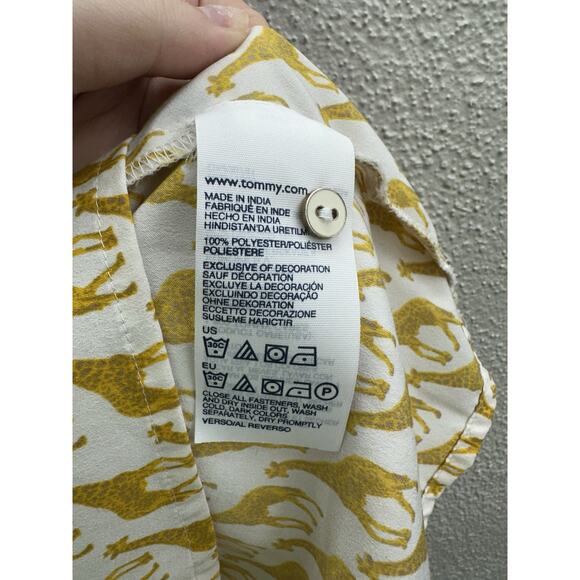 www.tommy.com
MADE IN INDIA
FABRIQUÉ EN INDE
HECHO EN INDIA
HINDISTAN'DA URETILM
100% POLYESTER/POLIÉSTER
POLIESTERE
EXCLUSIVE OF DECORATION
SAUF DÉCORATION
EXCLUYE LA DECORACIÓN
EXCLUINDO DECORAÇÃO
OHNE DEKORATION
ECCETTO DECORAZIONE
SUSLEME HARICTIR
US
30C
EU
30C P
CLOSE ALL FASTENERS, WASH
AND DRY INSIDE OUT, WASH
COLD, DARK COLORS
SEPARATELY, DRY PROMPTLY
VERSO/AL REVERSO